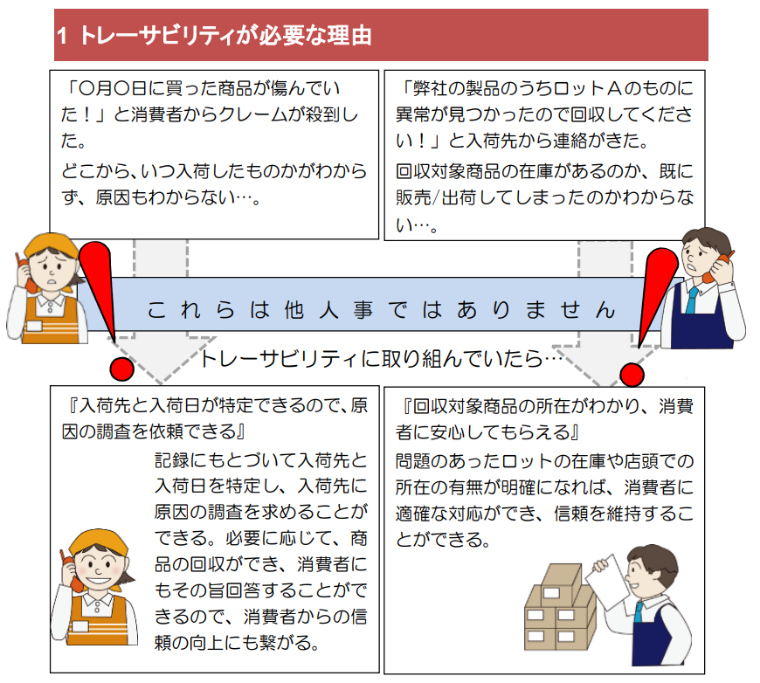 1 トレーサビリティが必要な理由
「〇月〇日に買った商品が傷んでい
た！」と消費者からクレームが殺到し
た。
どこから、いつ入荷したものかがわから
ず、原因もわからない…。
「弊社の製品のうちロットＡのものに
異常が見つかったので回収してくださ
い！」と入荷先から連絡がきた。
回収対象商品の在庫があるのか、既に
販売/出荷してしまったのかわからな
い…。
これらは他人事ではありません
トレーサビリティに取り組んでいたら…
『入荷先と入荷日が特定できるので、原
因の調査を依頼できる』
記録にもとづいて入荷先と
入荷日を特定し、入荷先に
原因の調査を求めることが
できる。必要に応じて、商
品の回収ができ、消費者に
もその旨回答することがで
きるので、消費者からの信
頼の向上にも繋がる。
『回収対象商品の所在がわかり、消費
者に安心してもらえる』
問題のあったロットの在庫や店頭での
所在の有無が明確になれば、消費者に
適確な対応ができ、信頼を維持するこ
とができる。